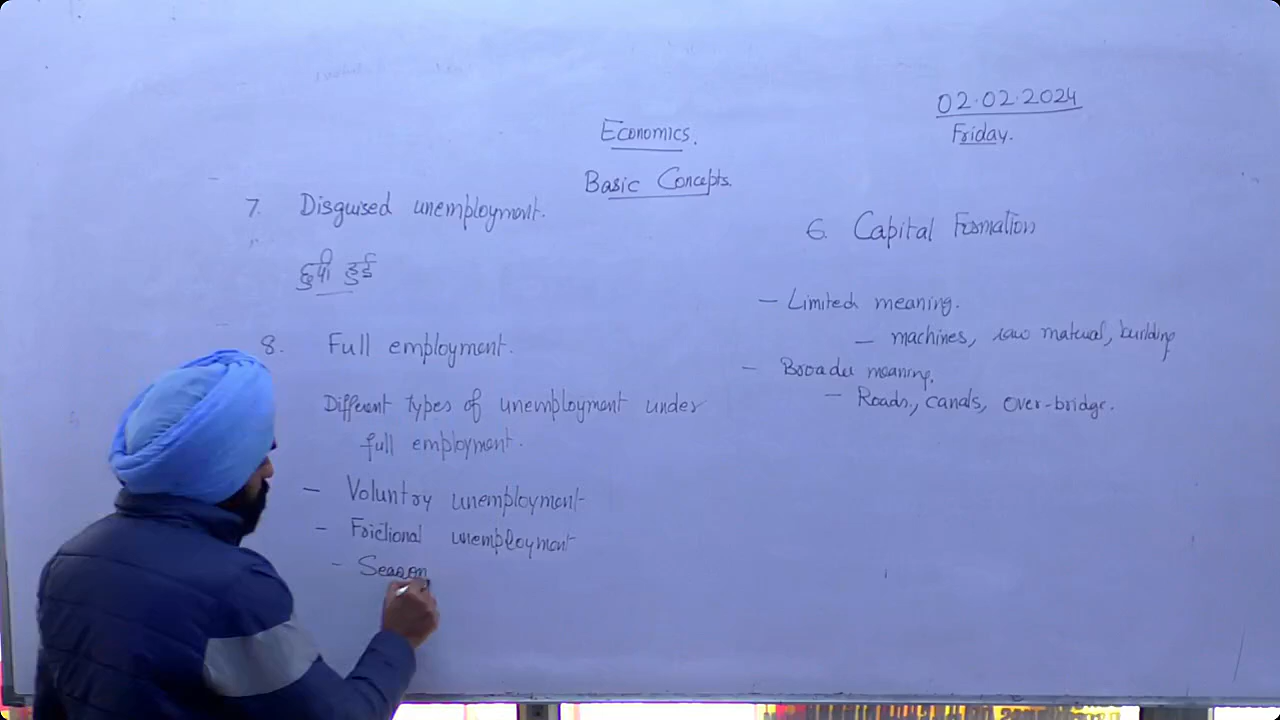 02.02.2024
Friday.
Economics.
Basic Concepts.
7. Disguised unemployment.
छुपी हुई
8. Full employment.
Different types of unemployment under
full employment.
- Voluntry unemployment
- Frictional unemployment
- Season
6. Capital Formation
- Limited meaning.
- machines, raw material, building
- Broader meaning.
- Roads, canals, over-bridge.